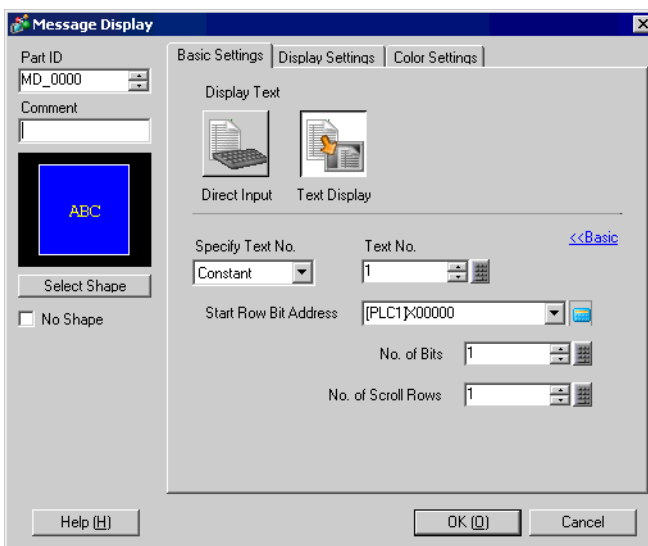 Message Display
Part ID
MD_0000
Comment
ABC
Select Shape
No Shape
Help (H)
Basic Settings Display Settings Color Settings
Display Text
Direct Input Text Display
<<Basic
Specify Text No. Text No.
Constant 1
Start Row Bit Address [PLC1]X00000
No. of Bits 1
No. of Scroll Rows 1
OK (O) Cancel